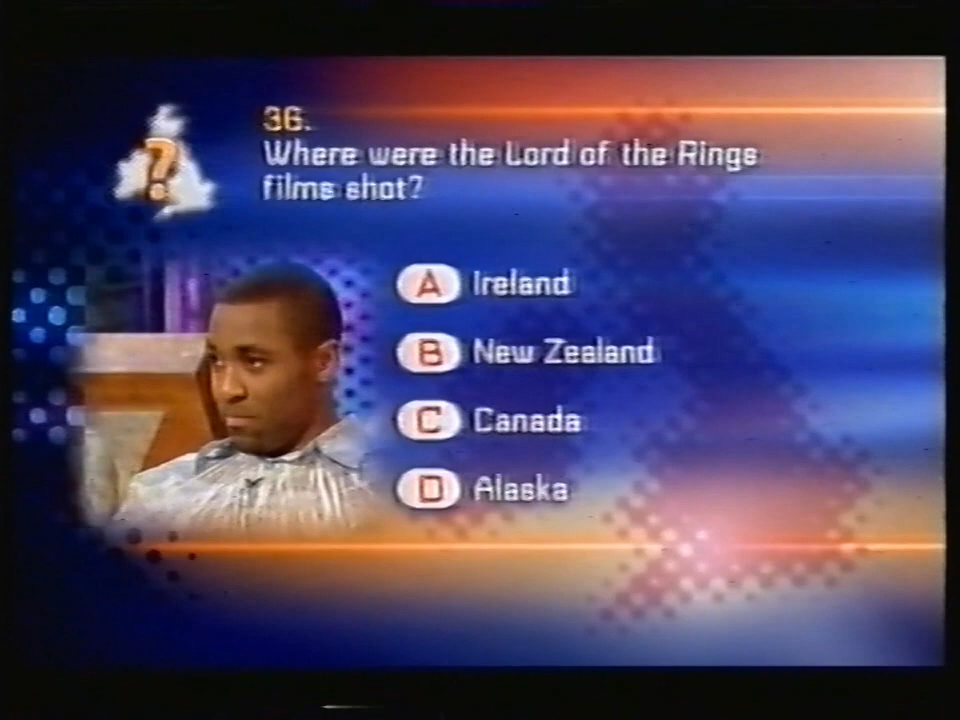 ?
36.
Where were the Lord of the Rings
films shot?
A Ireland
B New Zealand
C Canada
D Alaska